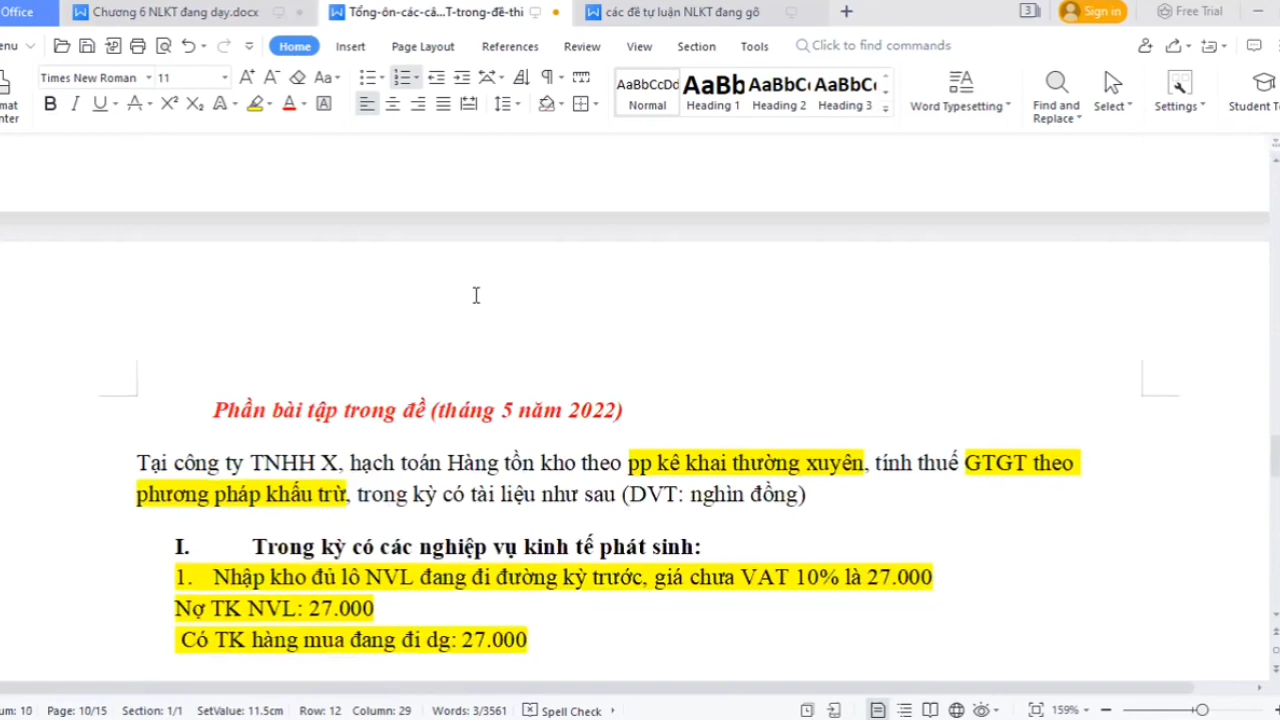 Office
Chương 6 NLKT đang dạy.docx
Tổng-ôn-các-câ...T-trong-đề-thi
các đề tự luận NLKT đang gõ
3
Sign in
Free Trial
enu
Home
Insert
Page Layout
References
Review
View
Section
Tools
Click to find commands
Times New Roman
11
AaBbCcDd
AaBb
AaBbC
AaBbC
Normal
Heading 1
Heading 2
Heading 3
Word Typesetting
Find and Replace
Select
Settings
Phần bài tập trong đề (tháng 5 năm 2022)
Tại công ty TNHH X, hạch toán Hàng tồn kho theo pp kê khai thường xuyên, tính thuế GTGT theo
phương pháp khấu trừ, trong kỳ có tài liệu như sau (DVT: nghìn đồng)
I. Trong kỳ có các nghiệp vụ kinh tế phát sinh:
1. Nhập kho đủ lô NVL đang đi đường kỳ trước, giá chưa VAT 10% là 27.000
Nợ TK NVL: 27.000
Có TK hàng mua đang đi dg: 27.000
um: 10
Page: 10/15
Section: 1/1
SetValue: 11.5cm
Row: 12
Column: 29
Words: 3/3561
Spell Check
159%